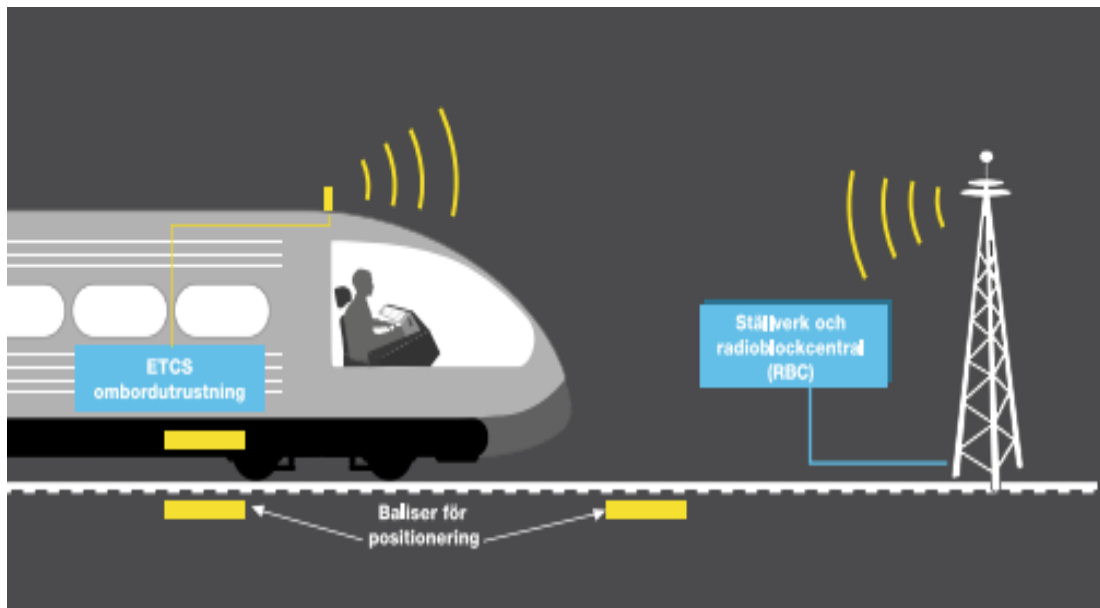 ETCS
ombordutrustning
Ställverk och
radioblockcentral
(RBC)
Baliser för
positionering